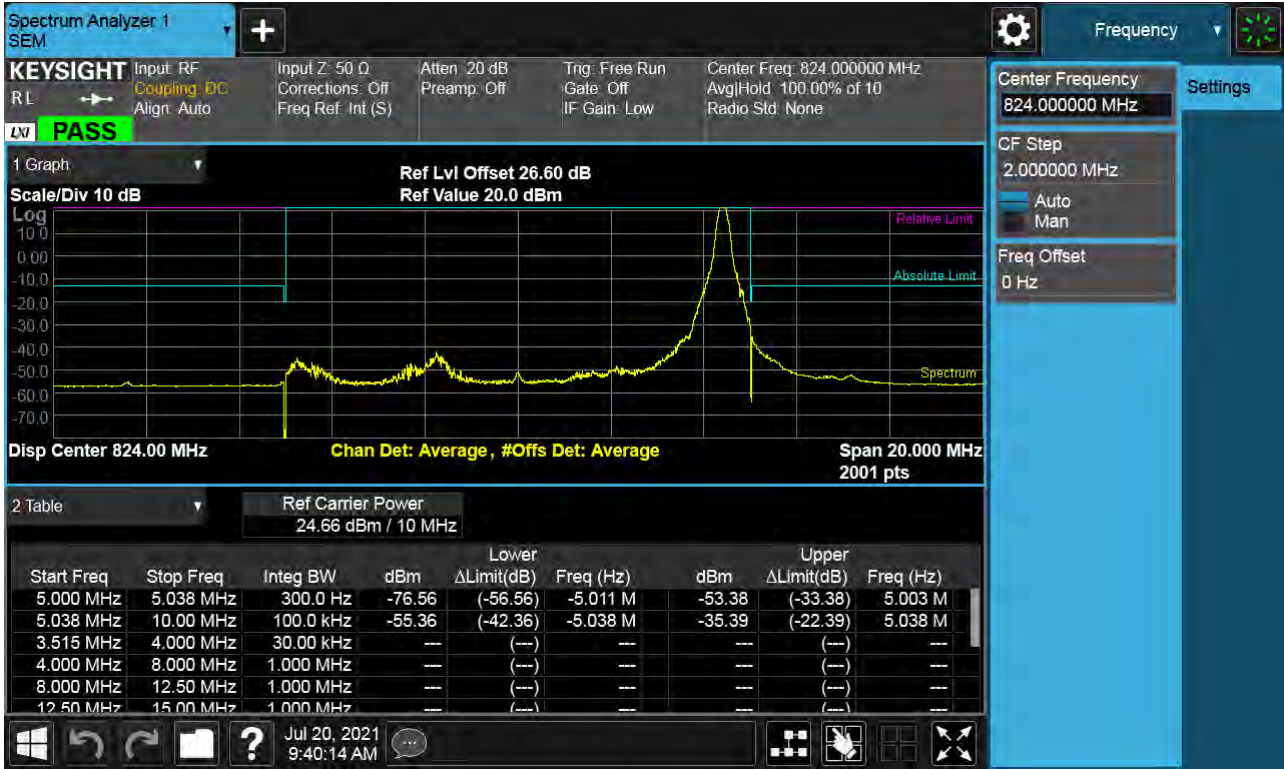 Spectrum Analyzer 1
SEM
Frequency
KEYSIGHT
RL
LXI
PASS
Input: RF
Coupling: DC
Align: Auto
Input Z: 50 Ω
Corrections: Off
Freq Ref: Int (S)
Atten: 20 dB
Preamp: Off
Trig: Free Run
Gate: Off
IF Gain: Low
Center Freq: 824.000000 MHz
Avg|Hold: 100.00% of 10
Radio Std: None
Center Frequency
824.000000 MHz
Settings
CF Step
2.000000 MHz
Auto
Man
Freq Offset
0 Hz
1 Graph
Ref Lvl Offset 26.60 dB
Scale/Div 10 dB
Ref Value 20.0 dBm
Log
10.0
0.00
-10.0
-20.0
-30.0
-40.0
-50.0
-60.0
-70.0
Relative Limit
Absolute Limit
Spectrum
Disp Center 824.00 MHz
Chan Det: Average , #Offs Det: Average
Span 20.000 MHz
2001 pts
2 Table
Ref Carrier Power
24.66 dBm / 10 MHz
Lower Upper
Start Freq Stop Freq Integ BW dBm ΔLimit(dB) Freq (Hz) dBm ΔLimit(dB) Freq (Hz)
5.000 MHz 5.038 MHz 300.0 Hz -76.56 (-56.56) -5.011 M -53.38 (-33.38) 5.003 M
5.038 MHz 10.00 MHz 100.0 kHz -55.36 (-42.36) -5.038 M -35.39 (-22.39) 5.038 M
3.515 MHz 4.000 MHz 30.00 kHz --- (---) --- --- (---) ---
4.000 MHz 8.000 MHz 1.000 MHz --- (---) --- --- (---) ---
8.000 MHz 12.50 MHz 1.000 MHz --- (---) --- --- (---) ---
12.50 MHz 15.00 MHz 1.000 MHz --- (---) --- --- (---) ---
?
Jul 20, 2021
9:40:14 AM